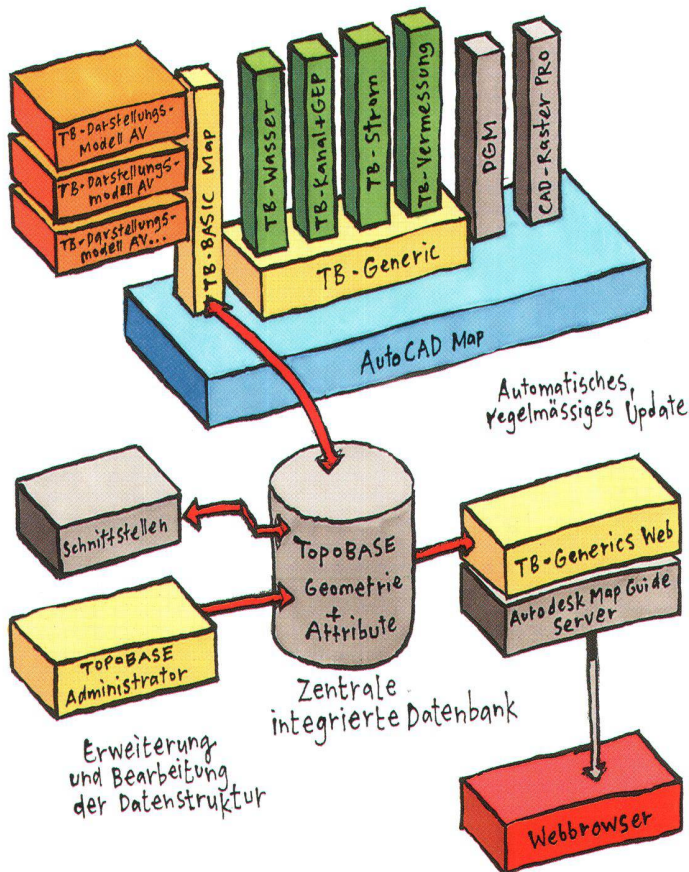 TB-Darstellungs-
Modell AV
TB-Darstellungs-
modell AV
TB-Darstellungs-
modell AV...
TB-BASIC Map
TB-Wasser
TB-Kanal+GEP
TB-Strom
TB-Vermessung
DGM
CAD-Raster PRO
TB-Generic
AutoCAD Map
Automatisches,
regelmässiges Update
Schnittstellen
TopoBASE
Geometrie
+
Attribute
TB-Generics Web
Autodesk Map Guide
Server
TOPOBASE
Administrator
Zentrale
integrierte Datenbank
Erweiterung
und Bearbeitung
der Datenstruktur
Webbrowser